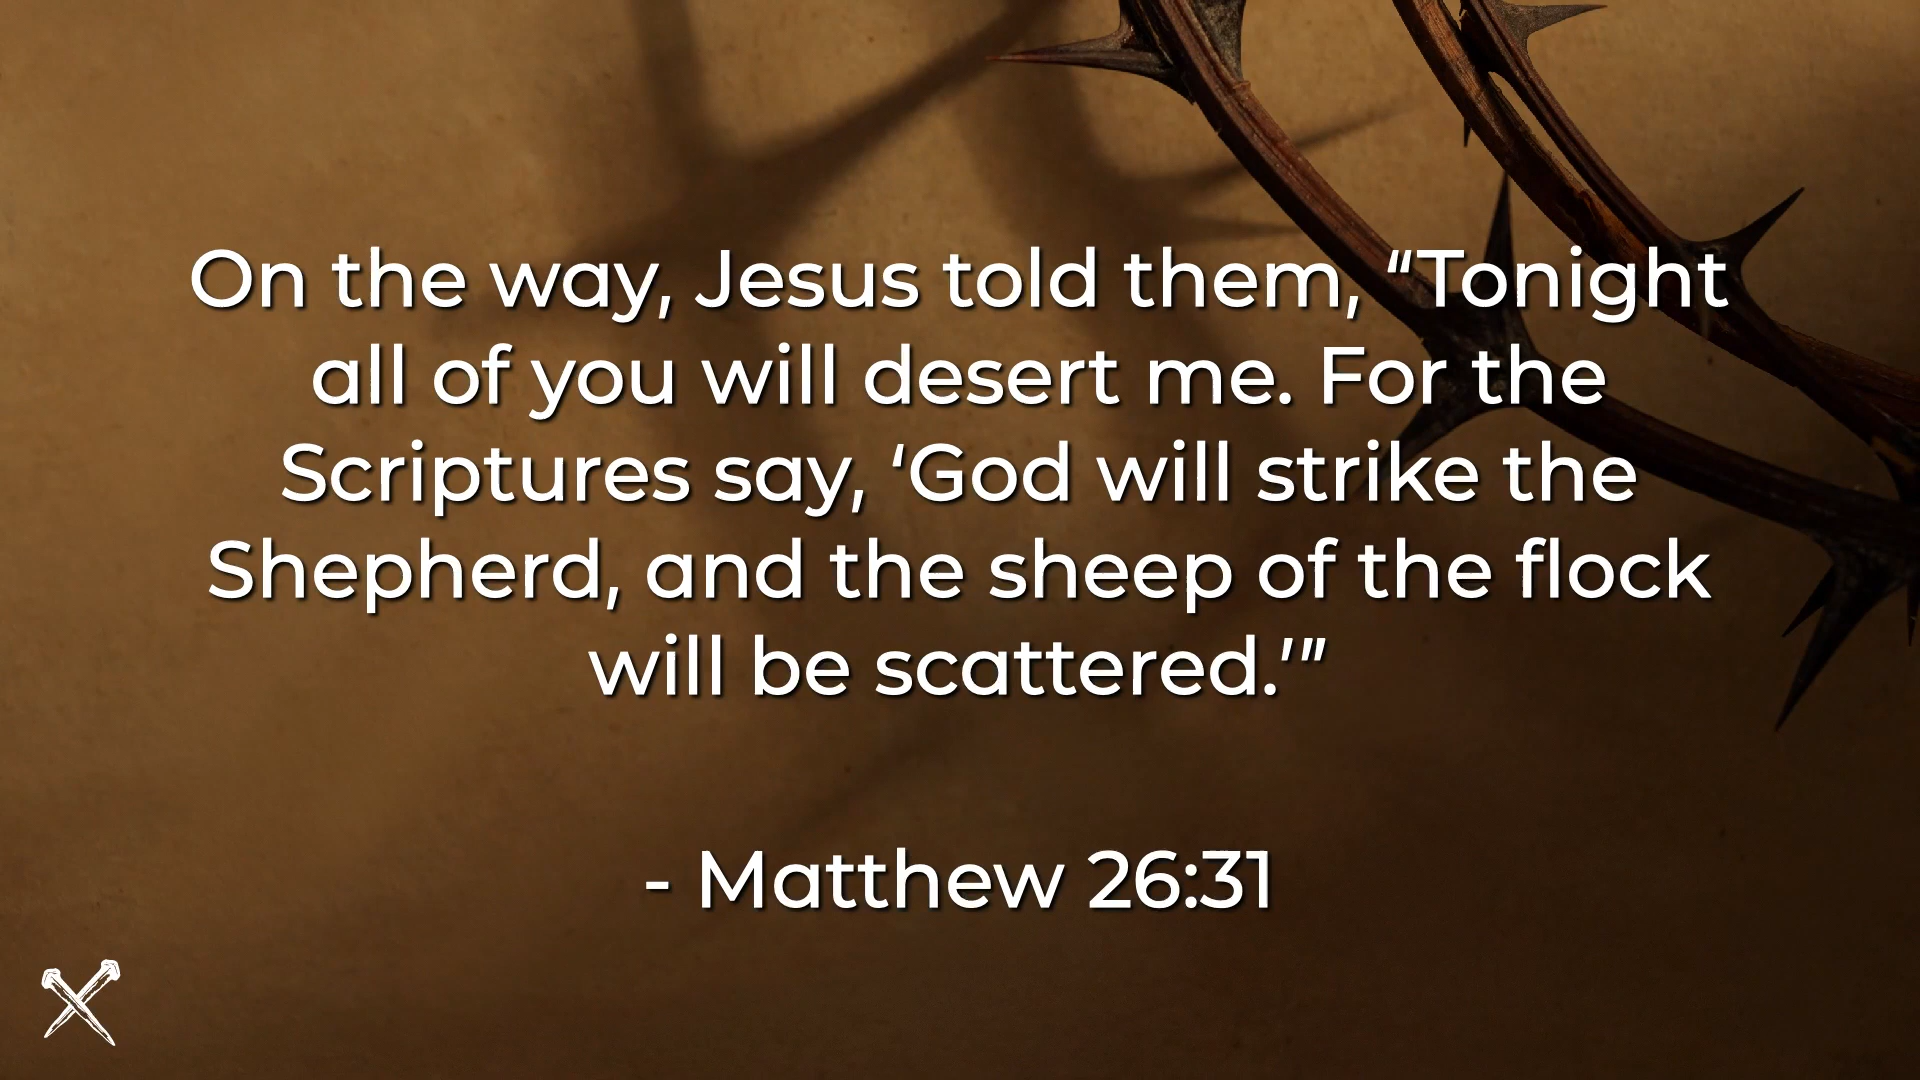 On the way, Jesus told them, “Tonight
all of you will desert me. For the
Scriptures say, ‘God will strike the
Shepherd, and the sheep of the flock
will be scattered.’”
- Matthew 26:31